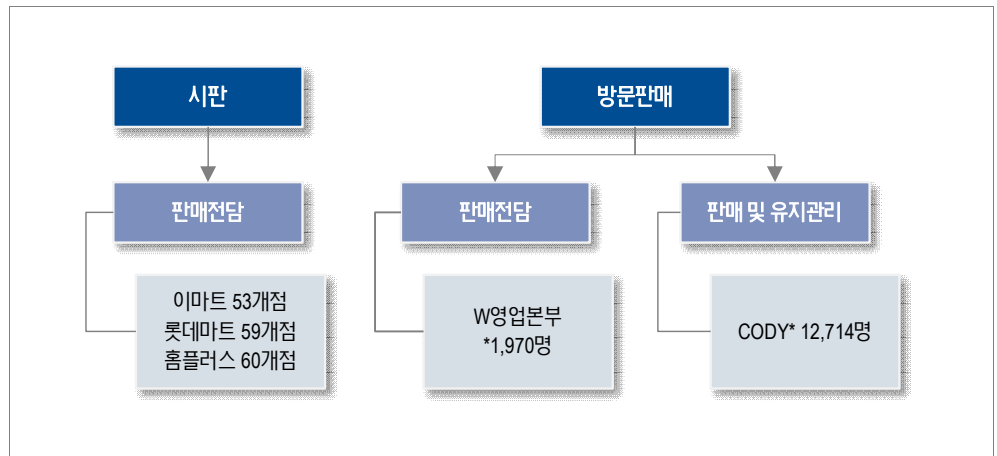 시판
방문판매
판매전담
판매전담
판매 및 유지관리
이마트 53개점
롯데마트 59개점
홈플러스 60개점
W영업본부
*1,970명
CODY* 12,714명